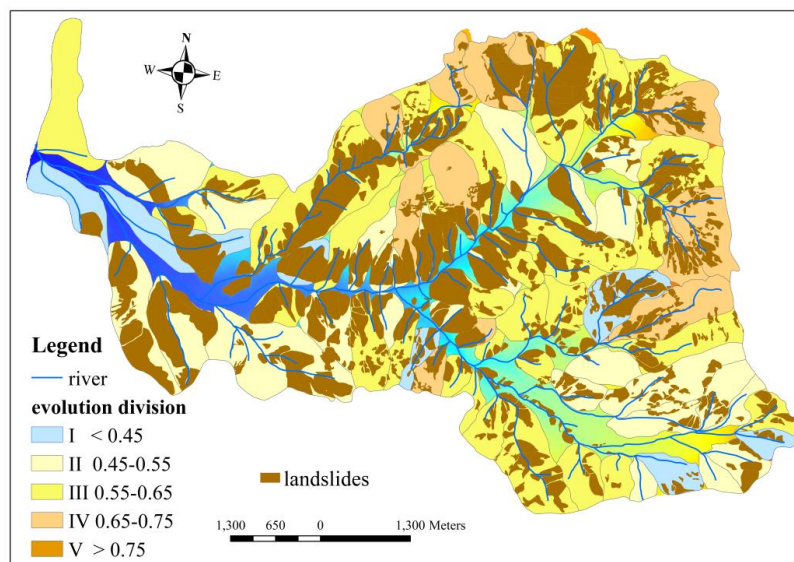 N
W E
S
Legend
river
evolution division
I < 0.45
II 0.45-0.55
III 0.55-0.65
IV 0.65-0.75
V > 0.75
landslides
1,300 650 0 1,300 Meters